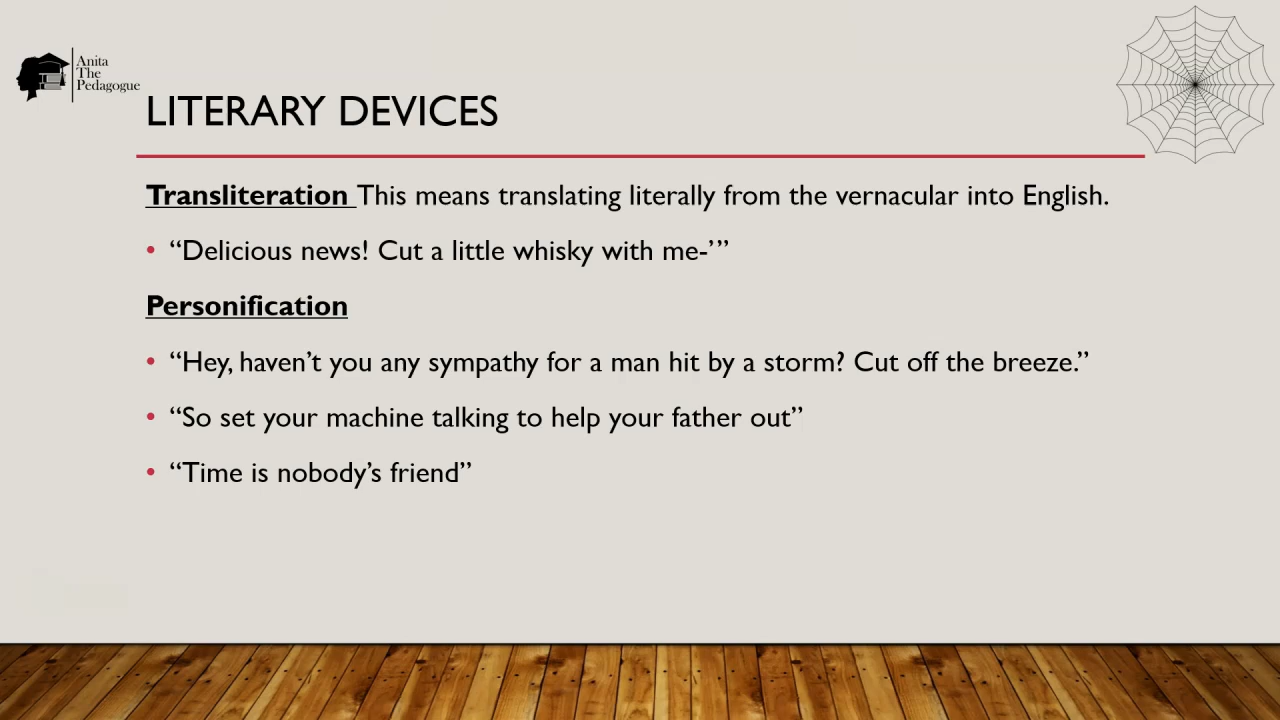 Anita
The
Pedagogue
LITERARY DEVICES
Transliteration This means translating literally from the vernacular into English.
• “Delicious news! Cut a little whisky with me-’”
Personification
• “Hey, haven’t you any sympathy for a man hit by a storm? Cut off the breeze.”
• “So set your machine talking to help your father out”
• “Time is nobody’s friend”